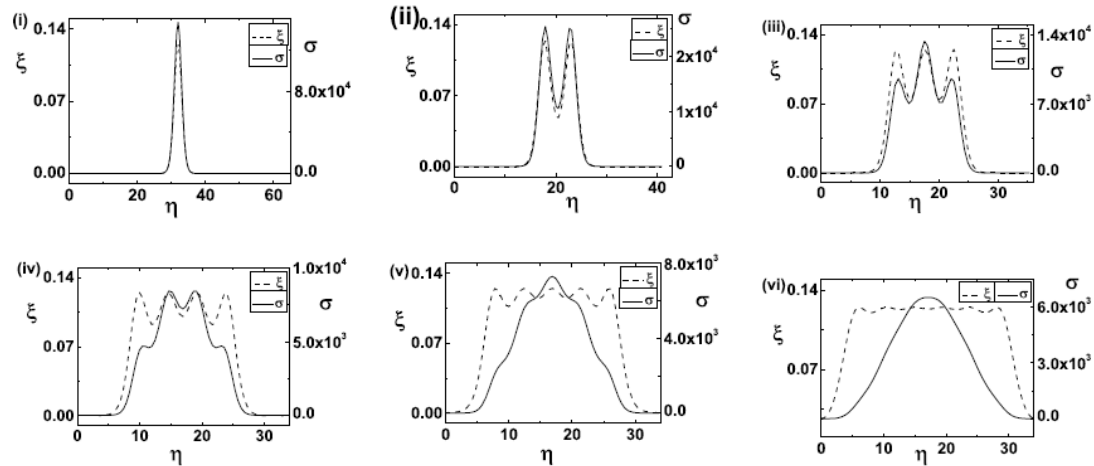 (i)
0.14
0.07
0.00
ξ
ξ
σ
σ
8.0x10⁴
0.0
0 20 40 60
η
(ii)
0.14
0.07
0.00
ξ
ξ
σ
σ
2x10⁴
1x10⁴
0
0 20 40
η
(iii)
0.14
0.07
0.00
ξ
ξ
σ
1.4x10⁴
σ
7.0x10³
0.0
0 10 20 30
η
(iv)
0.14
0.07
0.00
ξ
ξ
σ
1.0x10⁴
σ
5.0x10³
0.0
0 10 20 30
η
(v)
0.14
0.07
0.00
ξ
ξ
σ
8.0x10³
σ
4.0x10³
0.0
0 10 20 30
η
(vi)
0.14
0.07
ξ
ξ σ
σ
6.0x10³
3.0x10³
0.0
0 10 20 30
η